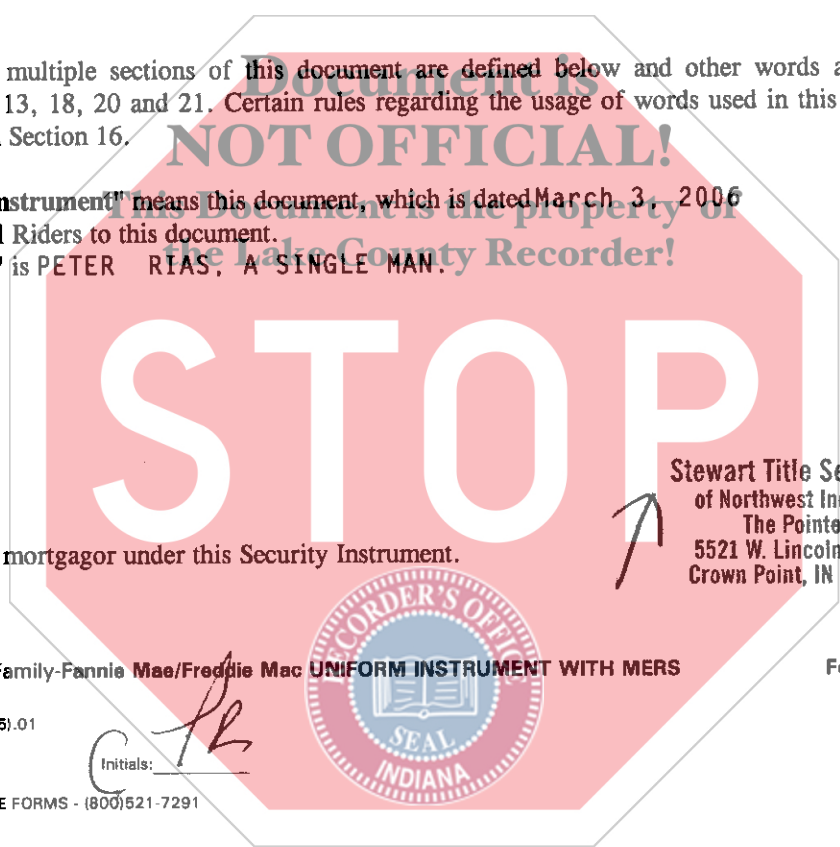 multiple sections of this document are defined below and other words a
13, 18, 20 and 21. Certain rules regarding the usage of words used in this
Section 16.
Document is
NOT OFFICIAL!
This Document is the property of
the Lake County Recorder!
nstrument" means this document, which is dated March 3, 2006
Riders to this document.
" is PETER RIAS, A SINGLE MAN.
STOP
Stewart Title Se
of Northwest In
The Pointe
5521 W. Lincoln
Crown Point, IN
mortgagor under this Security Instrument.
RECORDER'S OFFICE
SEAL
INDIANA
amily-Fannie Mae/Freddie Mac UNIFORM INSTRUMENT WITH MERS
Fo
5).01
Initials: PR
E FORMS - (800)521-7291